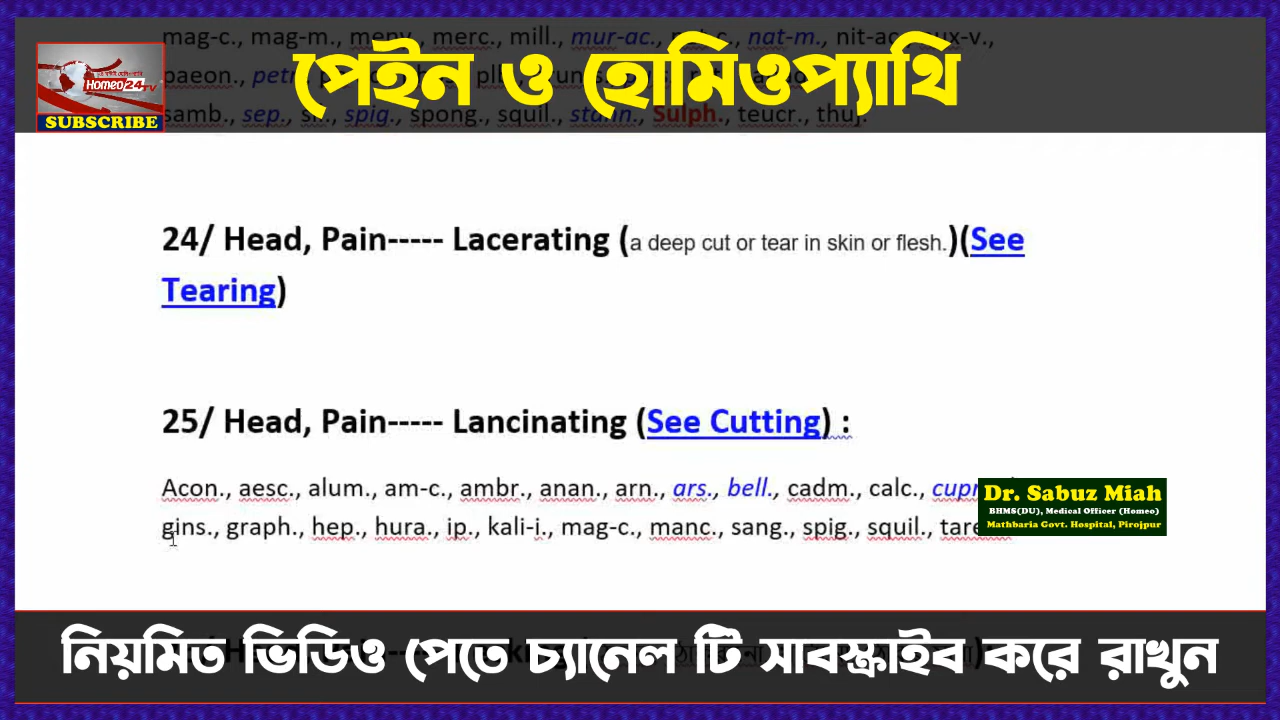 mag-c., mag-m., meny., merc., mill., mur-ac., nat-m., nit-ac.
পেইন ও হোমিওপ্যাথি
Homeo24TV
SUBSCRIBE
samb., sep., spig., spong., squil., stann., Sulph., teucr., thuj.
24/ Head, Pain----- Lacerating (a deep cut or tear in skin or flesh.)(See
Tearing)
25/ Head, Pain----- Lancinating (See Cutting) :
Acon., aesc., alum., am-c., ambr., anan., arn., ars., bell., cadm., calc., cupr
gins., graph., hep., hura., ip., kali-i., mag-c., manc., sang., spig., squil.,
Dr. Sabuz Miah
BHMS(DU), Medical Officer (Homeo)
Mathbaria Govt. Hospital, Pirojpur
নিয়মিত ভিডিও পেতে চ্যানেল টি সাবস্ক্রাইব করে রাখুন